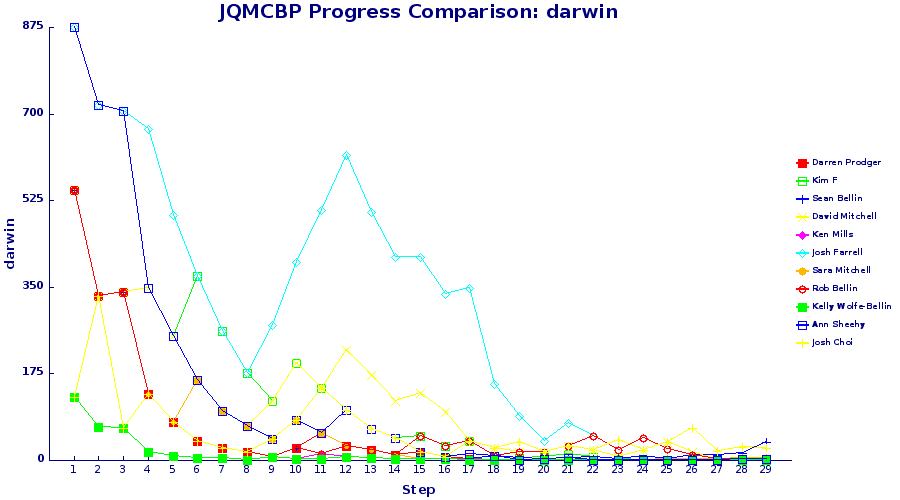 JQMCBP Progress Comparison: darwin
875
700
525
350
175
0
darwin
1 2 3 4 5 6 7 8 9 10 11 12 13 14 15 16 17 18 19 20 21 22 23 24 25 26 27 28 29
Step
Darren Prodger
Kim F
Sean Bellin
David Mitchell
Ken Mills
Josh Farrell
Sara Mitchell
Rob Bellin
Kelly Wolfe-Bellin
Ann Sheehy
Josh Choi